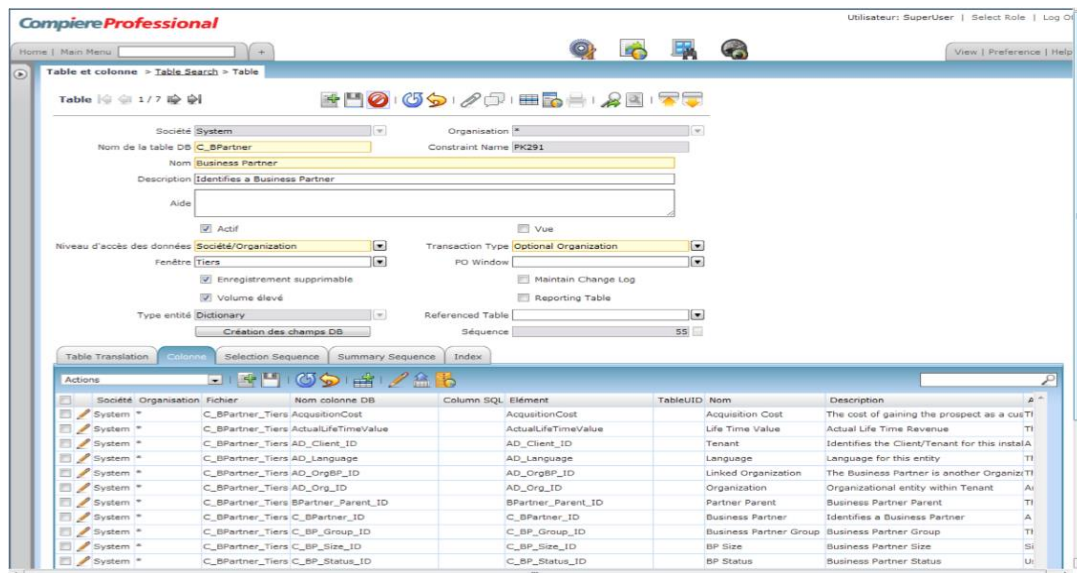 Compiere Professional
Utilisateur: SuperUser | Select Role | Log O
Home | Main Menu + View | Preference | Help
Table et colonne > Table Search > Table
Table 1/7
Société System Organisation *
Nom de la table DB C_BPartner Constraint Name PK291
Nom Business Partner
Description Identifies a Business Partner
Aide
Actif Vue
Niveau d'accès des données Société/Organization Transaction Type Optional Organization
Fenêtre Tiers PO Window
Enregistrement supprimable Maintain Change Log
Volume élevé Reporting Table
Type entité Dictionary Referenced Table
Création des champs DB Séquence 55
Table Translation Colonne Selection Sequence Summary Sequence Index
Actions
Société Organisation Fichier Nom colonne DB Column SQL Elément TableUID Nom Description A
System * C_BPartner_Tiers AcqusitionCost AcqusitionCost Acquisition Cost The cost of gaining the prospect as a cus Tl
System * C_BPartner_Tiers ActualLifeTimeValue ActualLifeTimeValue Life Time Value Actual Life Time Revenue Tl
System * C_BPartner_Tiers AD_Client_ID AD_Client_ID Tenant Identifies the Client/Tenant for this instal A
System * C_BPartner_Tiers AD_Language AD_Language Language Language for this entity Tl
System * C_BPartner_Tiers AD_OrgBP_ID AD_OrgBP_ID Linked Organization The Business Partner is another Organiz Tl
System * C_BPartner_Tiers AD_Org_ID AD_Org_ID Organization Organizational entity within Tenant A
System * C_BPartner_Tiers BPartner_Parent_ID BPartner_Parent_ID Partner Parent Business Partner Parent Tl
System * C_BPartner_Tiers C_BPartner_ID C_BPartner_ID Business Partner Identifies a Business Partner A
System * C_BPartner_Tiers C_BP_Group_ID C_BP_Group_ID Business Partner Group Business Partner Group Tl
System * C_BPartner_Tiers C_BP_Size_ID C_BP_Size_ID BP Size Business Partner Size Si
System * C_BPartner_Tiers C_BP_Status_ID C_BP_Status_ID BP Status Business Partner Status U